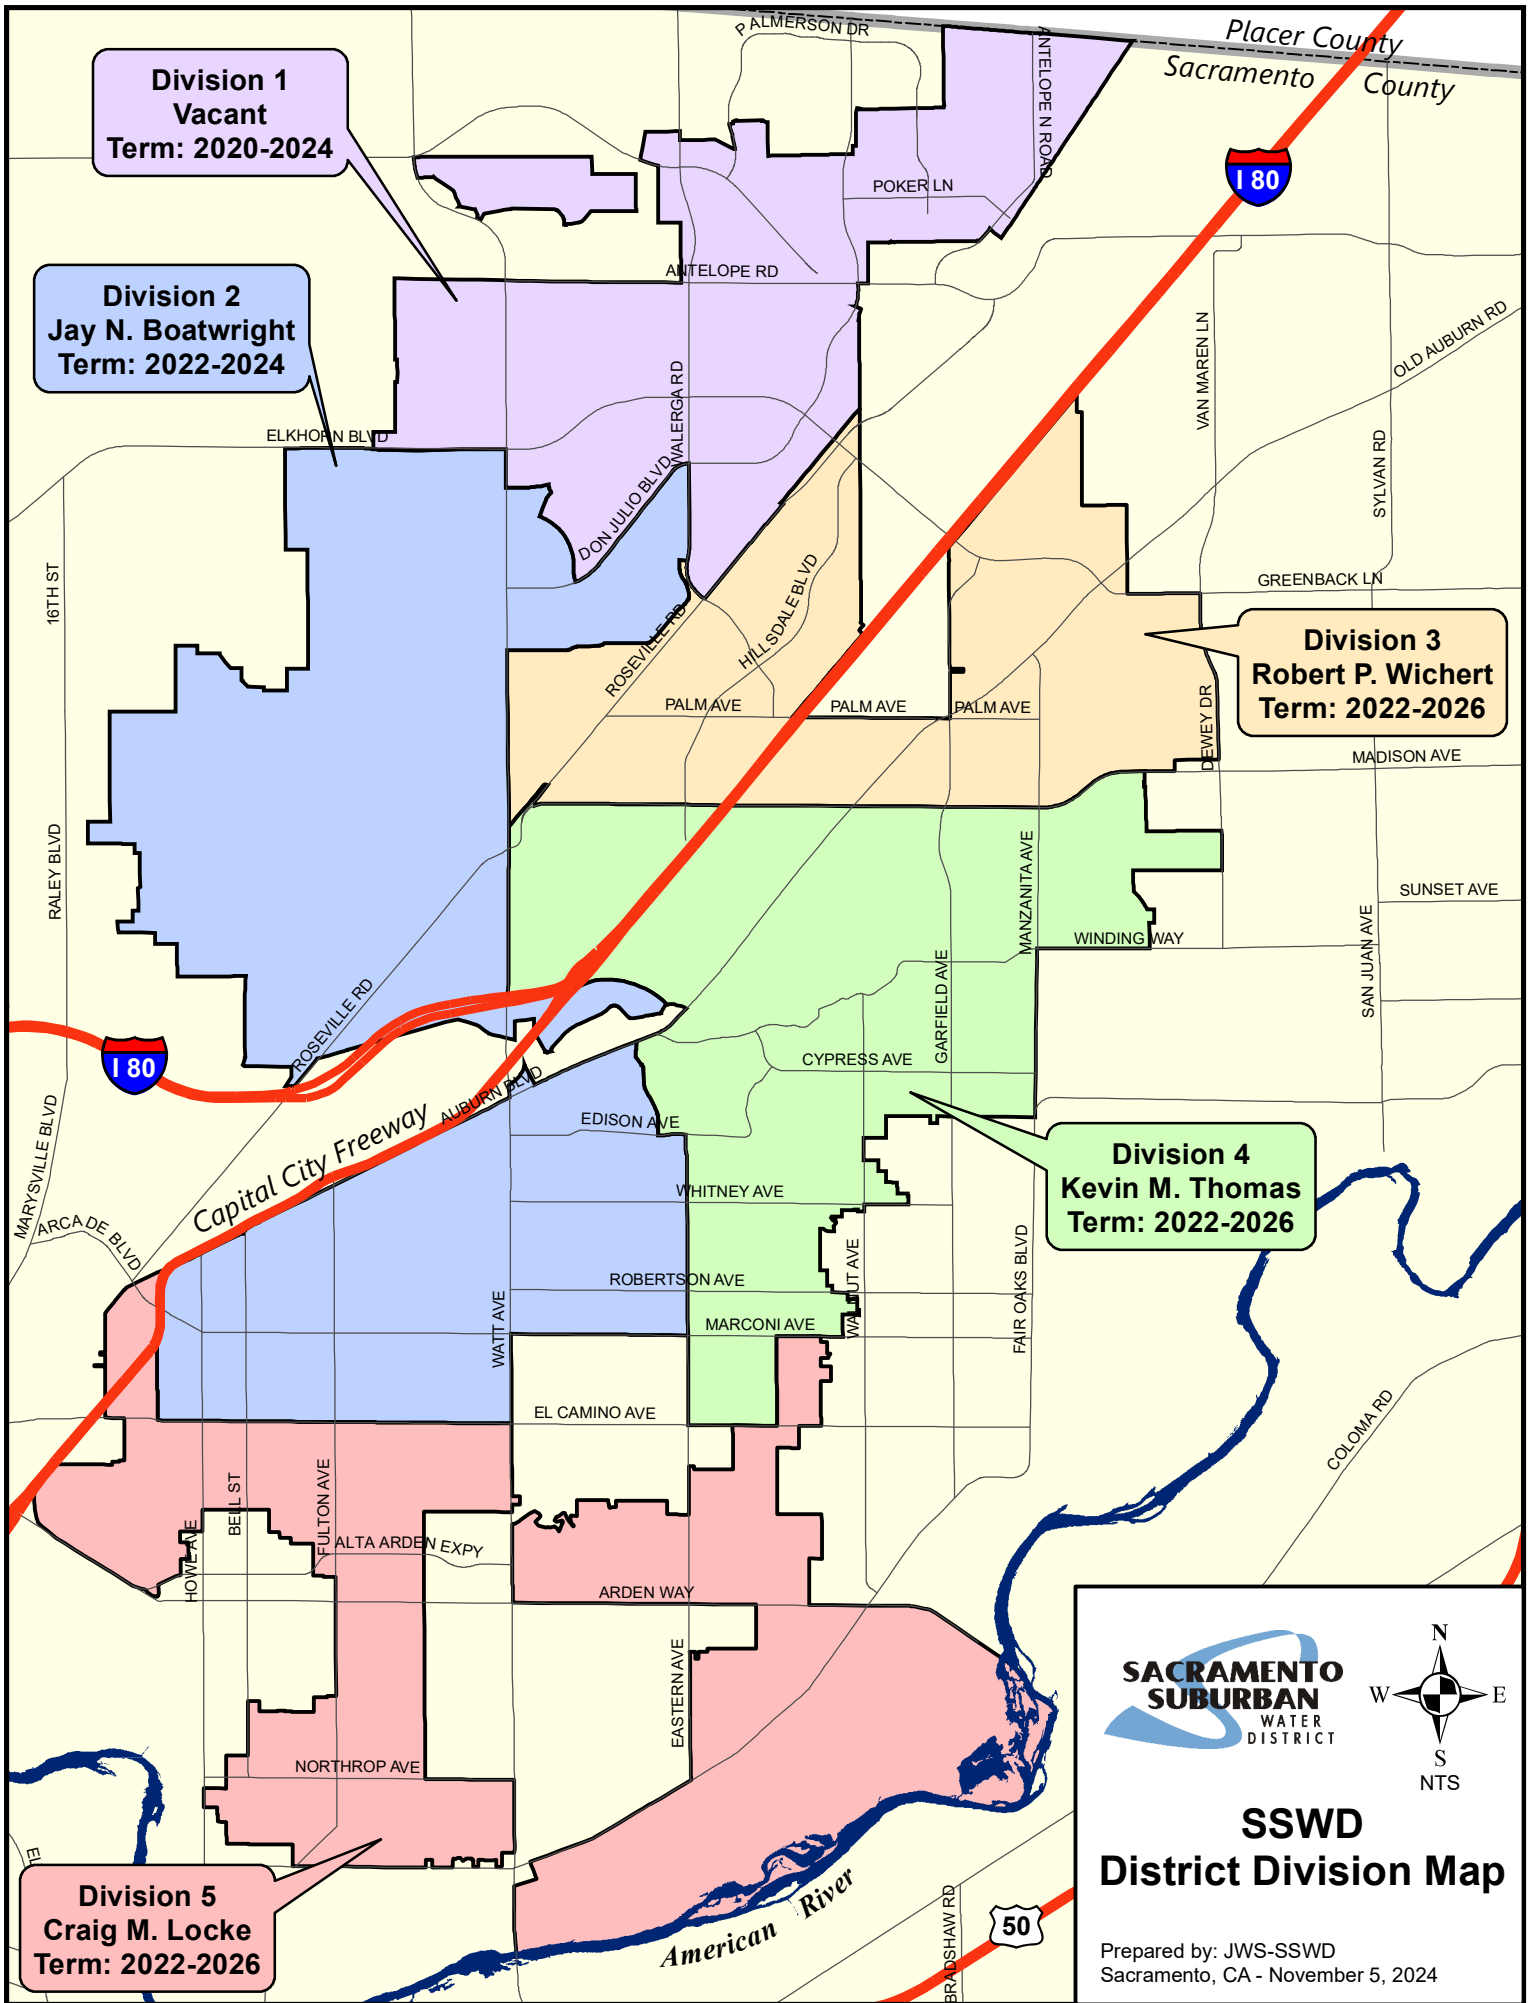 PALMERSON DR
ANTELOPE N ROAD
Placer County
Sacramento County
Division 1
Vacant
Term: 2020-2024
I 80
POKER LN
ANTELOPE RD
Division 2
Jay N. Boatwright
Term: 2022-2024
VAN MAREN LN
OLD AUBURN RD
WALERGA RD
ELKHORN BLVD
SYLVAN RD
DON JULIO BLVD
16TH ST
HILLSDALE BLVD
GREENBACK LN
ROSEVILLE RD
Division 3
Robert P. Wichert
Term: 2022-2026
PALM AVE
PALM AVE
PALM AVE
DEWEY DR
MADISON AVE
RALEY BLVD
MANZANITA AVE
SUNSET AVE
WINDING WAY
SAN JUAN AVE
GARFIELD AVE
ROSEVILLE RD
I 80
CYPRESS AVE
AUBURN BLVD
EDISON AVE
Capital City Freeway
MARYSVILLE BLVD
Division 4
Kevin M. Thomas
Term: 2022-2026
WHITNEY AVE
ARCADE BLVD
FAIR OAKS BLVD
WALNUT AVE
ROBERTSON AVE
MARCONI AVE
WATT AVE
EL CAMINO AVE
COLOMA RD
BELL ST
FULTON AVE
HOWE AVE
ALTA ARDEN EXPY
ARDEN WAY
EASTERN AVE
NORTHROP AVE
EL
Division 5
Craig M. Locke
Term: 2022-2026
American River
BRADSHAW RD
50
SACRAMENTO
SUBURBAN
WATER
DISTRICT
N
W E
S
NTS
SSWD
District Division Map
Prepared by: JWS-SSWD
Sacramento, CA - November 5, 2024